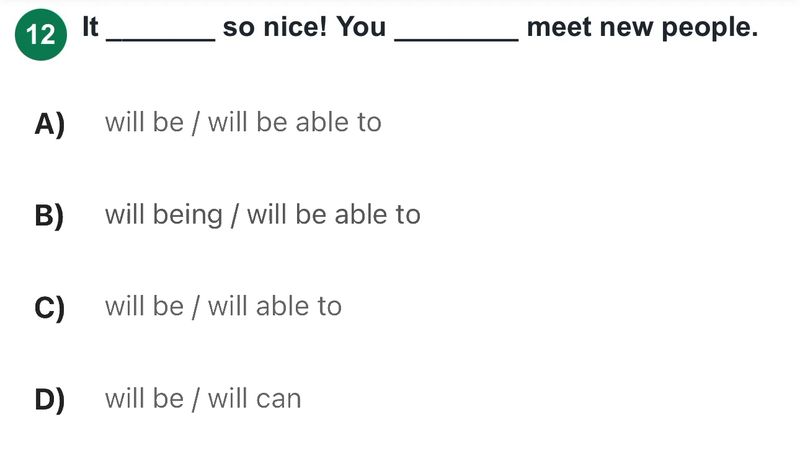 12 It _______ so nice! You ________ meet new people.
A) will be / will be able to
B) will being / will be able to
C) will be / will able to
D) will be / will can